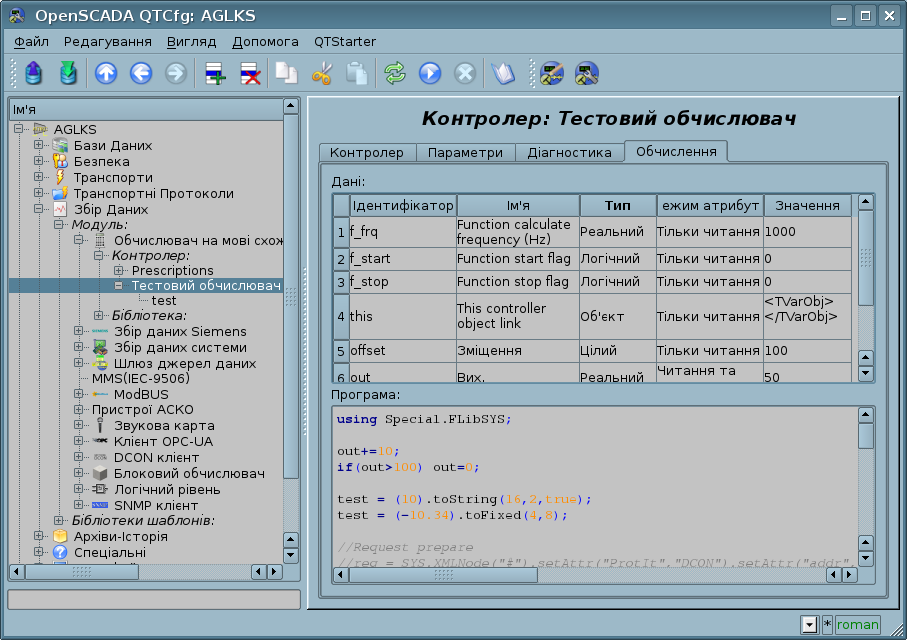 OpenSCADA QTCfg: AGLKS
Файл Редагування Вигляд Допомога QTStarter
Ім'я
AGLKS
Бази Даних
Безпека
Транспорти
Транспортні Протоколи
Збір Даних
Модуль:
Обчислювач на мові схож
Контролер:
Prescriptions
Тестовий обчислювач
test
Бібліотека:
Збір даних Siemens
Збір даних системи
Шлюз джерел даних
MMS(IEC-9506)
ModBUS
Пристрої АСКО
Звукова карта
Клієнт OPC-UA
DCON клієнт
Блоковий обчислювач
Логічний рівень
SNMP клієнт
Бібліотеки шаблонів:
Архіви-Історія
Спеціальні
Контролер: Тестовий обчислювач
Контролер Параметри Діагностика Обчислення
Дані:
Ідентифікатор Ім'я Тип ежим атрибут Значення
1 f_frq Function calculate frequency (Hz) Реальний Тільки читання 1000
2 f_start Function start flag Логічний Тільки читання 0
3 f_stop Function stop flag Логічний Тільки читання 0
4 this This controller object link Об'єкт Тільки читання <TVarObj> </TVarObj>
5 offset Зміщення Цілий Тільки читання 100
6 out Вих. Реальний Читання та 50
Програма:
using Special.FLibSYS;
out+=10;
if(out>100) out=0;
test = (10).toString(16,2,true);
test = (-10.34).toFixed(4,8);
//Request prepare
//req = SYS.XMLNode("#").setAttr("ProtIt","DCON").setAttr("addr",
* roman